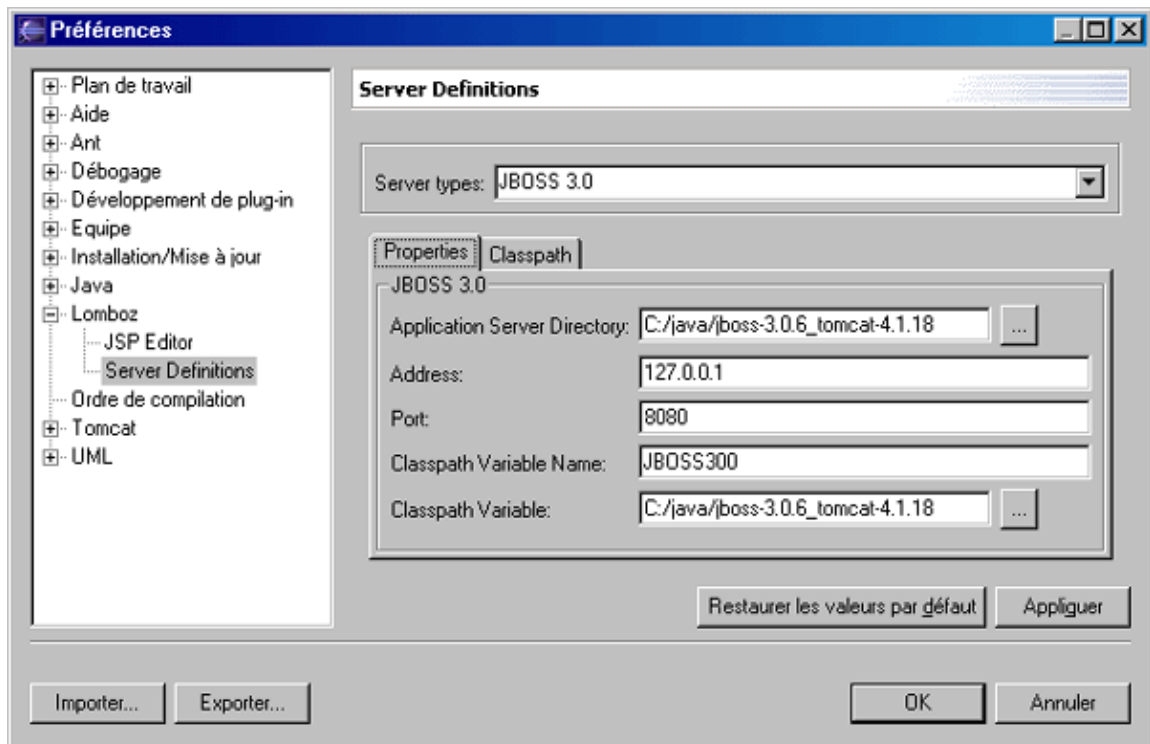 Préférences
Plan de travail
Aide
Ant
Débogage
Développement de plug-in
Equipe
Installation/Mise à jour
Java
Lomboz
JSP Editor
Server Definitions
Ordre de compilation
Tomcat
UML
Server Definitions
Server types: JBOSS 3.0
Properties Classpath
JBOSS 3.0
Application Server Directory: C:/java/jboss-3.0.6_tomcat-4.1.18 ...
Address: 127.0.0.1
Port: 8080
Classpath Variable Name: JBOSS300
Classpath Variable: C:/java/jboss-3.0.6_tomcat-4.1.18 ...
Restaurer les valeurs par défaut Appliquer
Importer... Exporter... OK Annuler